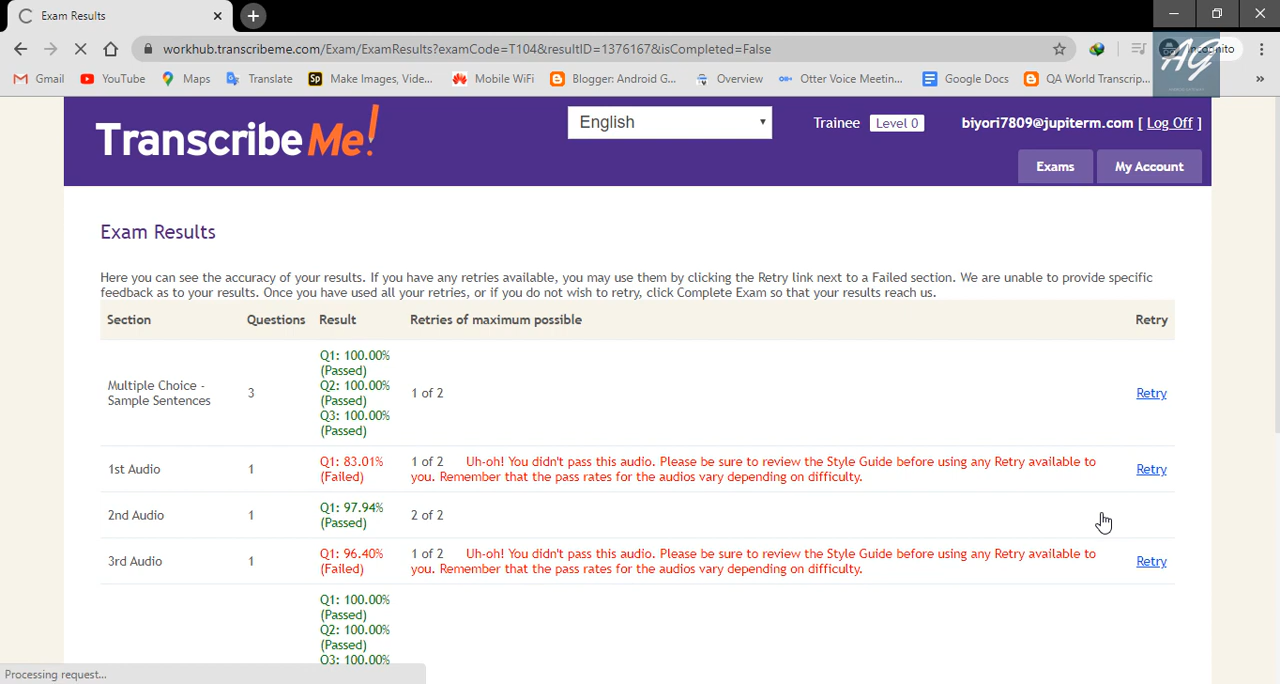 Exam Results
workhub.transcribeme.com/Exam/ExamResults?examCode=T104&resultID=1376167&isCompleted=False
Gmail YouTube Maps Translate Make Images, Vide... Mobile WiFi Blogger: Android G... Overview Otter Voice Meetin... Google Docs QA World Transcrip... »
AG
TranscribeMe!
English
Trainee Level 0 biyori7809@jupiterm.com [ Log Off ]
Exams My Account
Exam Results
Here you can see the accuracy of your results. If you have any retries available, you may use them by clicking the Retry link next to a Failed section. We are unable to provide specific
feedback as to your results. Once you have used all your retries, or if you do not wish to retry, click Complete Exam so that your results reach us.
Section Questions Result Retries of maximum possible Retry
Q1: 100.00%
(Passed)
Multiple Choice - Q2: 100.00%
Sample Sentences 3 (Passed) 1 of 2 Retry
Q3: 100.00%
(Passed)
1st Audio 1 Q1: 83.01% 1 of 2 Uh-oh! You didn't pass this audio. Please be sure to review the Style Guide before using any Retry available to Retry
(Failed) you. Remember that the pass rates for the audios vary depending on difficulty.
2nd Audio 1 Q1: 97.94% 2 of 2
(Passed)
3rd Audio 1 Q1: 96.40% 1 of 2 Uh-oh! You didn't pass this audio. Please be sure to review the Style Guide before using any Retry available to Retry
(Failed) you. Remember that the pass rates for the audios vary depending on difficulty.
Q1: 100.00%
(Passed)
Q2: 100.00%
(Passed)
Q3: 100.00%
Processing request...